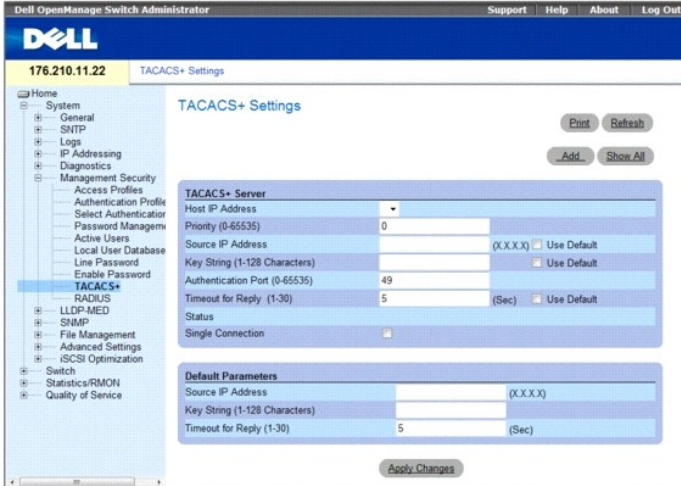 Dell OpenManage Switch Administrator
Support Help About Log Out
DELL
176.210.11.22
TACACS+ Settings
Home
System
General
SNTP
Logs
IP Addressing
Diagnostics
Management Security
Access Profiles
Authentication Profile
Select Authentication
Password Manageme
Active Users
Local User Database
Line Password
Enable Password
TACACS+
RADIUS
LLDP-MED
SNMP
File Management
Advanced Settings
iSCSI Optimization
Switch
Statistics/RMON
Quality of Service
TACACS+ Settings
Print Refresh
Add Show All
TACACS+ Server
Host IP Address
Priority (0-65535) 0
Source IP Address (X.X.X.X) Use Default
Key String (1-128 Characters) Use Default
Authentication Port (0-65535) 49
Timeout for Reply (1-30) 5 (Sec) Use Default
Status
Single Connection
Default Parameters
Source IP Address (X.X.X.X)
Key String (1-128 Characters)
Timeout for Reply (1-30) 5 (Sec)
Apply Changes